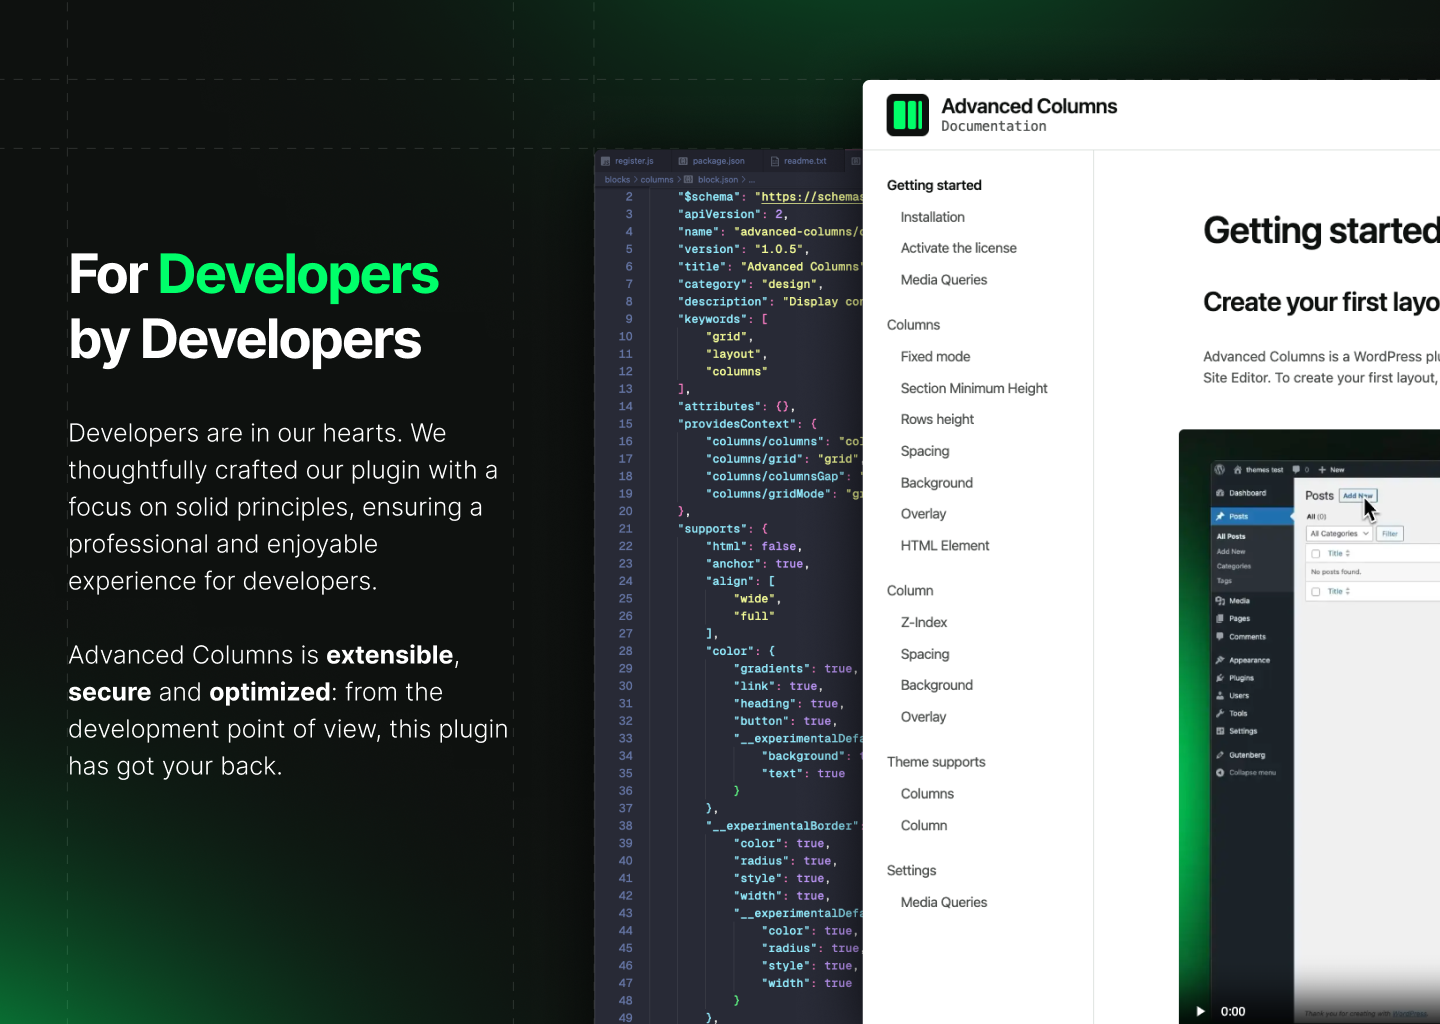 For Developers
by Developers
Developers are in our hearts. We
thoughtfully crafted our plugin with a
focus on solid principles, ensuring a
professional and enjoyable
experience for developers.
Advanced Columns is extensible,
secure and optimized: from the
development point of view, this plugin
has got your back.
register.js package.json readme.txt
blocks > columns > block.json > ...
2 "$schema": "https://schemas
3 "apiVersion": 2,
4 "name": "advanced-columns/
5 "version": "1.0.5",
6 "title": "Advanced Columns"
7 "category": "design",
8 "description": "Display con
9 "keywords": [
10 "grid",
11 "layout",
12 "columns"
13 ],
14 "attributes": {},
15 "providesContext": {
16 "columns/columns": "col
17 "columns/grid": "grid",
18 "columns/columnsGap": "
19 "columns/gridMode": "gr
20 },
21 "supports": {
22 "html": false,
23 "anchor": true,
24 "align": [
25 "wide",
26 "full"
27 ],
28 "color": {
29 "gradients": true,
30 "link": true,
31 "heading": true,
32 "button": true,
33 "__experimentalDefa
34 "background":
35 "text": true
36 }
37 },
38 "__experimentalBorder":
39 "color": true,
40 "radius": true,
41 "style": true,
42 "width": true,
43 "__experimentalDefa
44 "color": true,
45 "radius": true
46 "style": true,
47 "width": true
48 }
49 },
Advanced Columns
Documentation
Getting started
Installation
Activate the license
Media Queries
Columns
Fixed mode
Section Minimum Height
Rows height
Spacing
Background
Overlay
HTML Element
Column
Z-Index
Spacing
Background
Overlay
Theme supports
Columns
Column
Settings
Media Queries
Getting started
Create your first layo
Advanced Columns is a WordPress plu
Site Editor. To create your first layout,
themes test 0 + New
Dashboard
Posts
All Posts
Add New
Categories
Tags
Media
Pages
Comments
Appearance
Plugins
Users
Tools
Settings
Gutenberg
Collapse menu
Posts Add New
All (0)
All Categories Filter
Title
No posts found.
Title
Thank you for creating with WordPress.
0:00